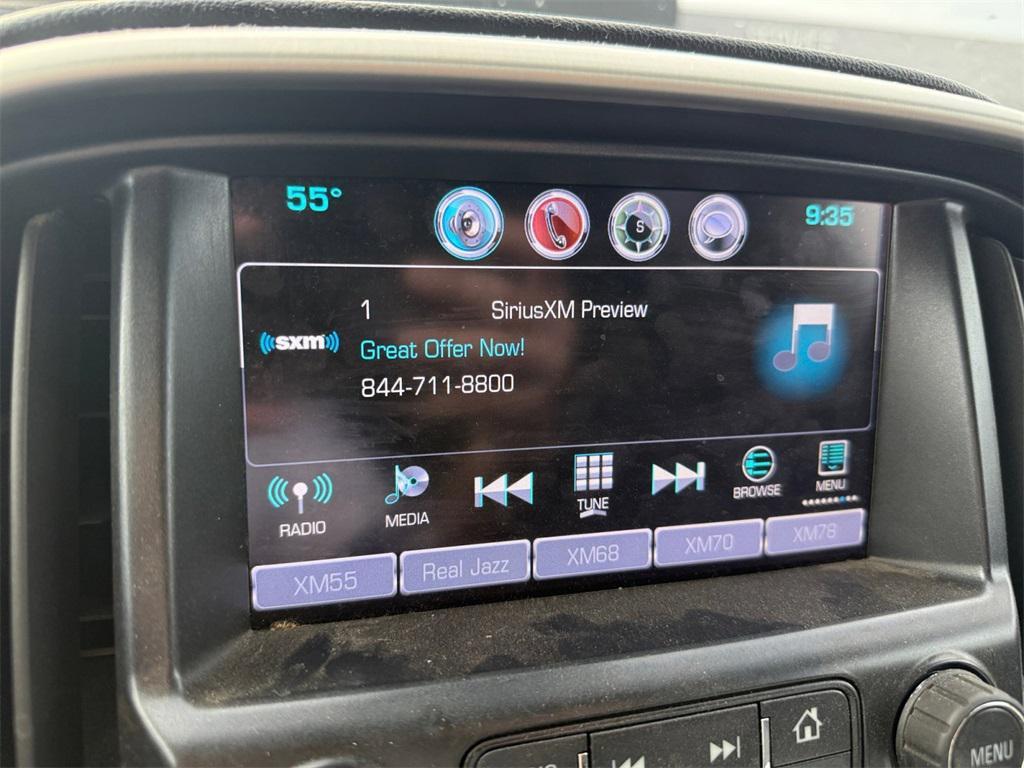 55°
S
9:35
1 SiriusXM Preview
sxm
Great Offer Now!
844-711-8800
RADIO
MEDIA
TUNE
BROWSE
MENU
XM55
Real Jazz
XM68
XM70
XM78
MENU